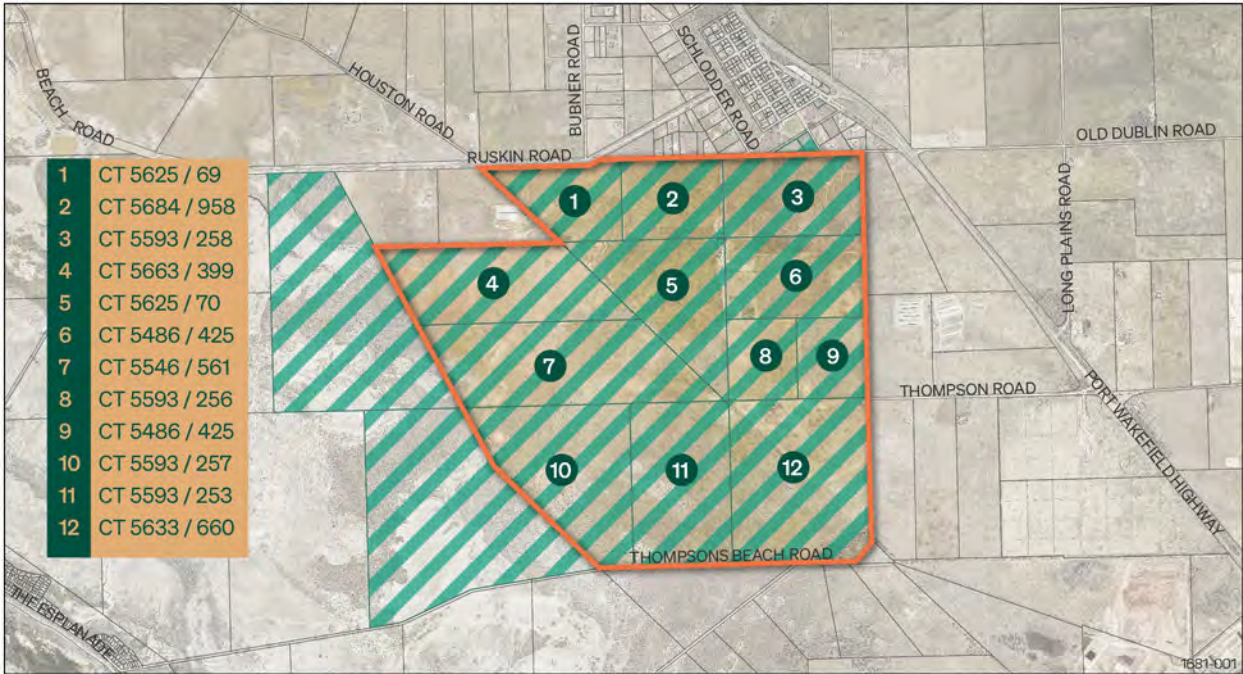 SCHLODDER ROAD
BUBNER ROAD
HOUSTON ROAD
BEACH ROAD
OLD DUBLIN ROAD
RUSKIN ROAD
LONG PLAINS ROAD
1 CT 5625 / 69
2 CT 5684 / 958
3 CT 5593 / 258
4 CT 5663 / 399
5 CT 5625 / 70
6 CT 5486 / 425
7 CT 5546 / 561
8 CT 5593 / 256
9 CT 5486 / 425
10 CT 5593 / 257
11 CT 5593 / 253
12 CT 5633 / 660
1
2
3
4
5
6
7
8
9
10
11
12
THOMPSON ROAD
PORT WAKEFIELD HIGHWAY
THOMPSONS BEACH ROAD
THE ESPLANADE
1681-001